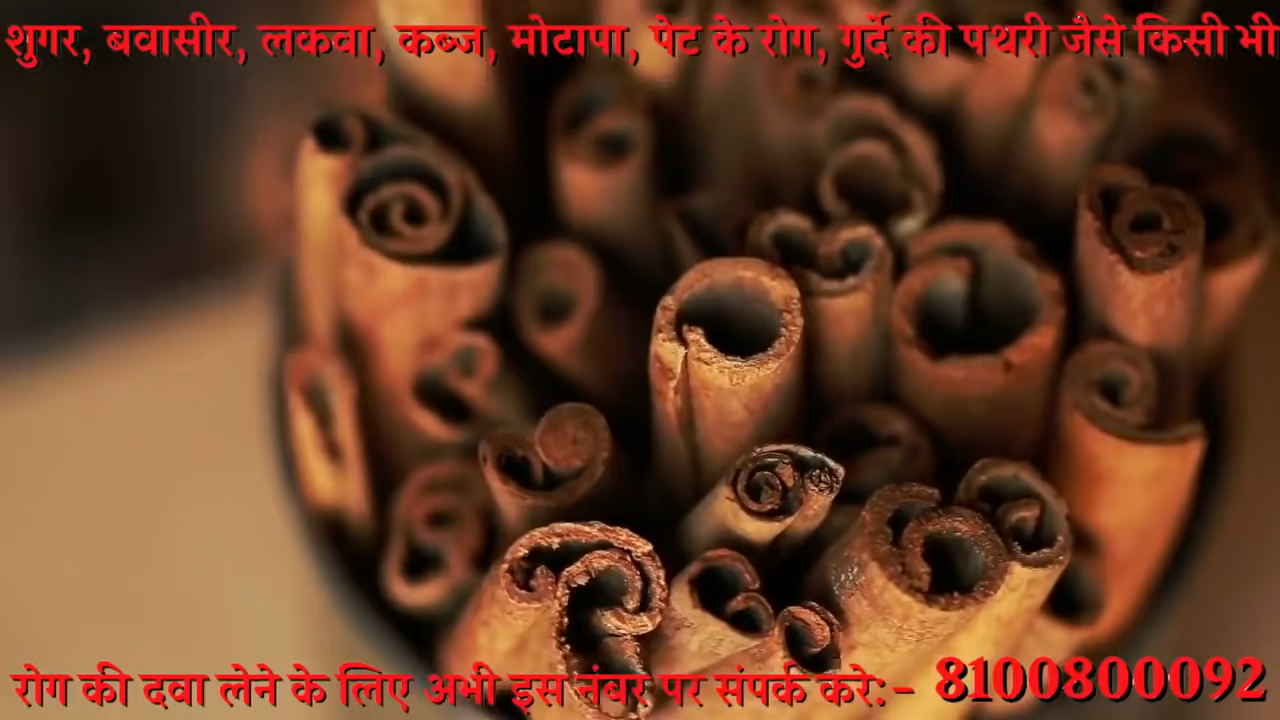 शुगर, बवासीर, लकवा, कब्ज, मोटापा, पेट के रोग, गुर्दे की पथरी जैसे किसी भी
रोग की दवा लेने के लिए अभी इस नंबर पर संपर्क करे:- 8100800092